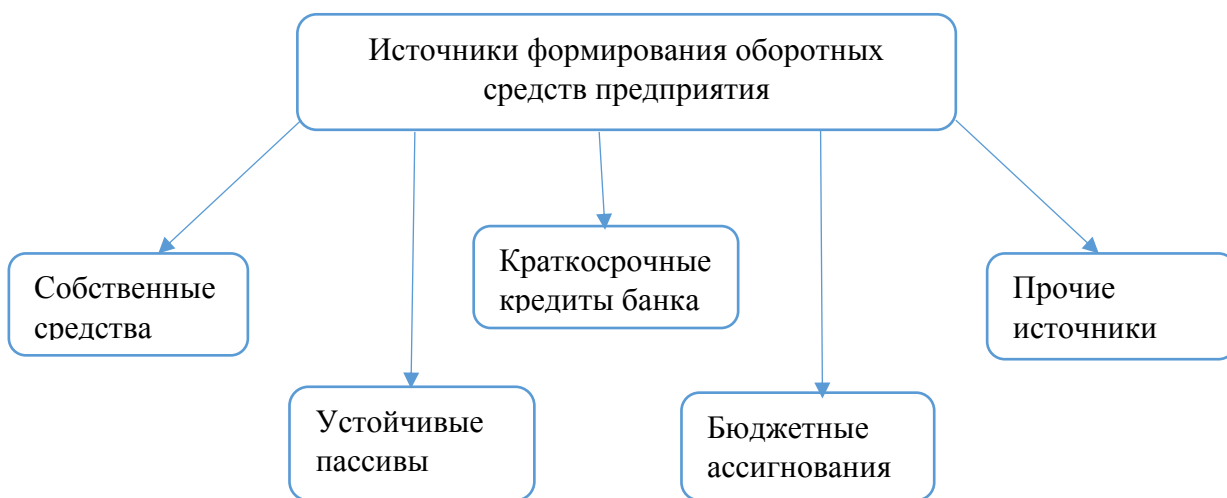 Источники формирования оборотных
средств предприятия
Собственные
средства
Устойчивые
пассивы
Краткосрочные
кредиты банка
Бюджетные
ассигнования
Прочие
источники